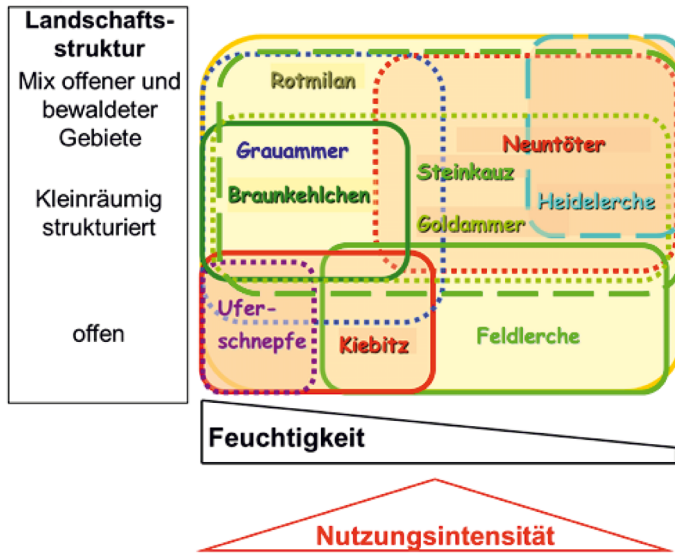 Landschafts-
struktur
Mix offener und
bewaldeter
Gebiete
Kleinräumig
strukturiert
offen
Rotmilan
Grauammer
Braunkehlchen
Neuntöter
Steinkauz
Heidelerche
Goldammer
Ufer-
schnepfe
Kiebitz
Feldlerche
Feuchtigkeit
Nutzungsintensität